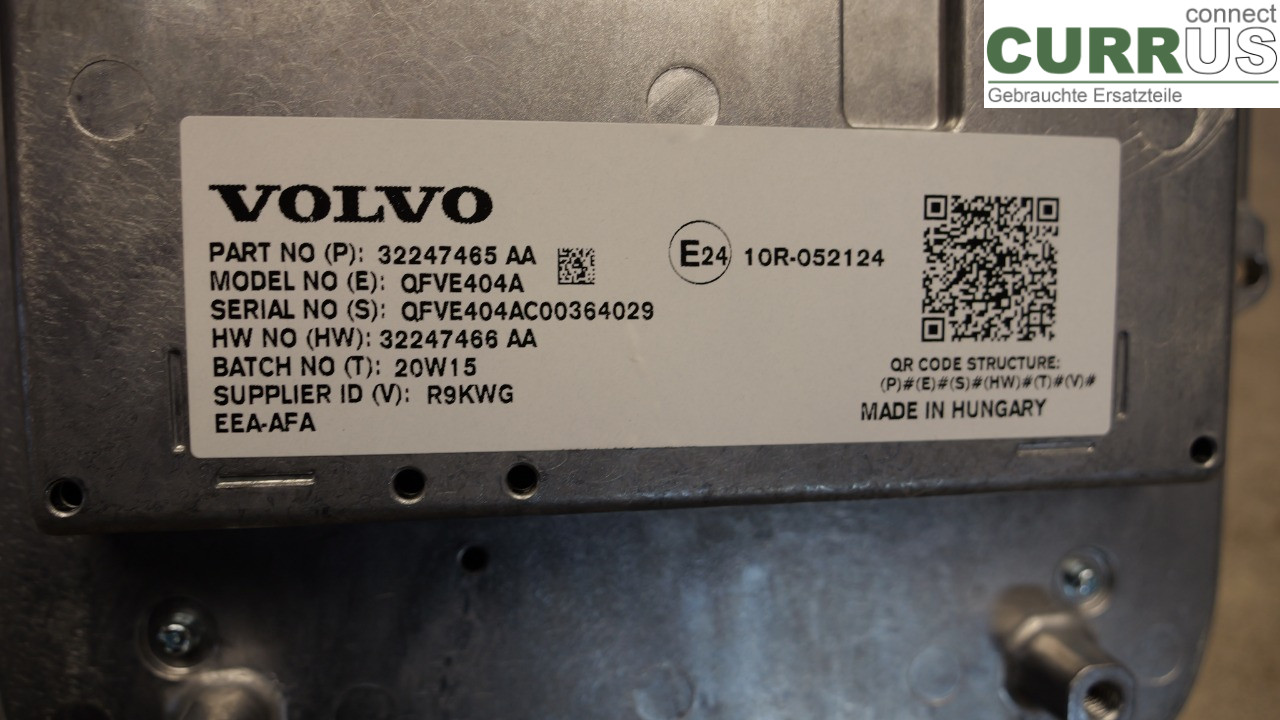 connect
CURRUS
Gebrauchte Ersatzteile
VOLVO
PART NO (P): 32247465 AA
MODEL NO (E): QFVE404A
SERIAL NO (S): QFVE404AC00364029
HW NO (HW): 32247466 AA
BATCH NO (T): 20W15
SUPPLIER ID (V): R9KWG
EEA-AFA
E24 10R-052124
QR CODE STRUCTURE:
(P)#(E)#(S)#(HW)#(T)#(V)#
MADE IN HUNGARY